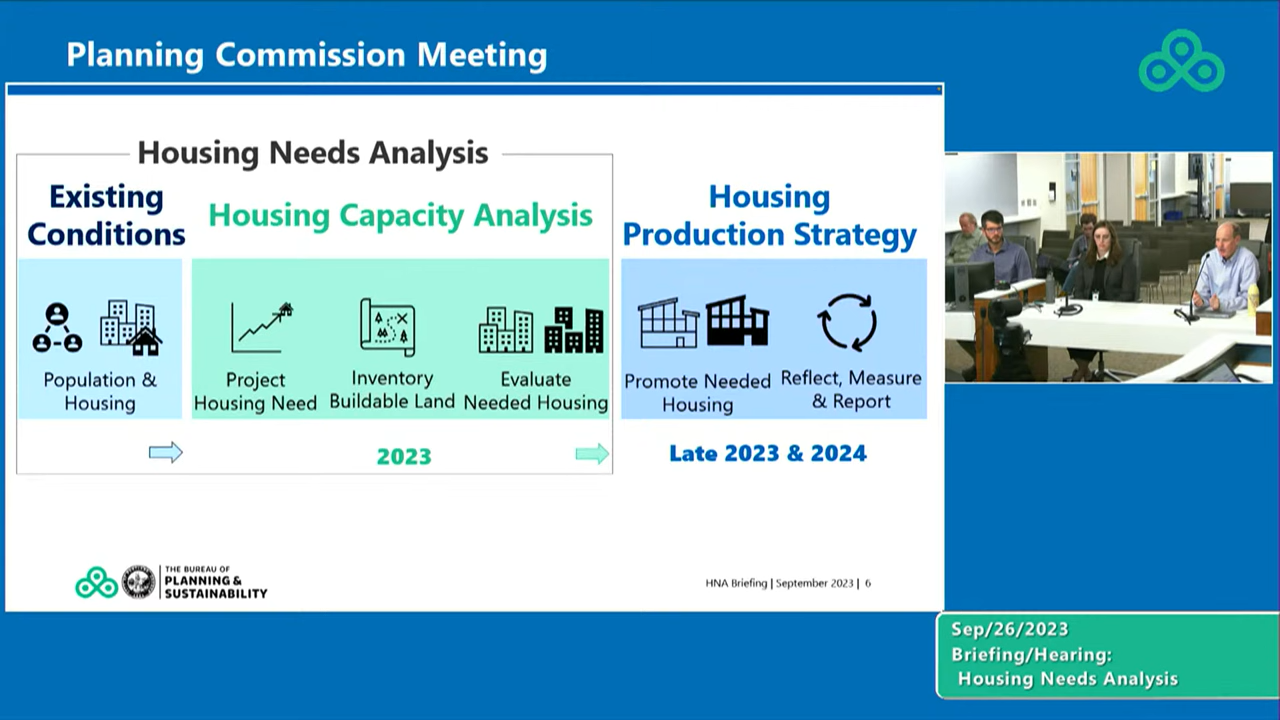 Planning Commission Meeting
Housing Needs Analysis
Existing
Conditions
Housing Capacity Analysis
Housing
Production Strategy
Population &
Housing
Project
Housing Need
Inventory
Buildable Land
Evaluate
Needed Housing
Promote Needed
Housing
Reflect, Measure
& Report
2023
Late 2023 & 2024
THE BUREAU OF
PLANNING &
SUSTAINABILITY
HNA Briefing | September 2023 | 6
Sep/26/2023
Briefing/Hearing:
Housing Needs Analysis